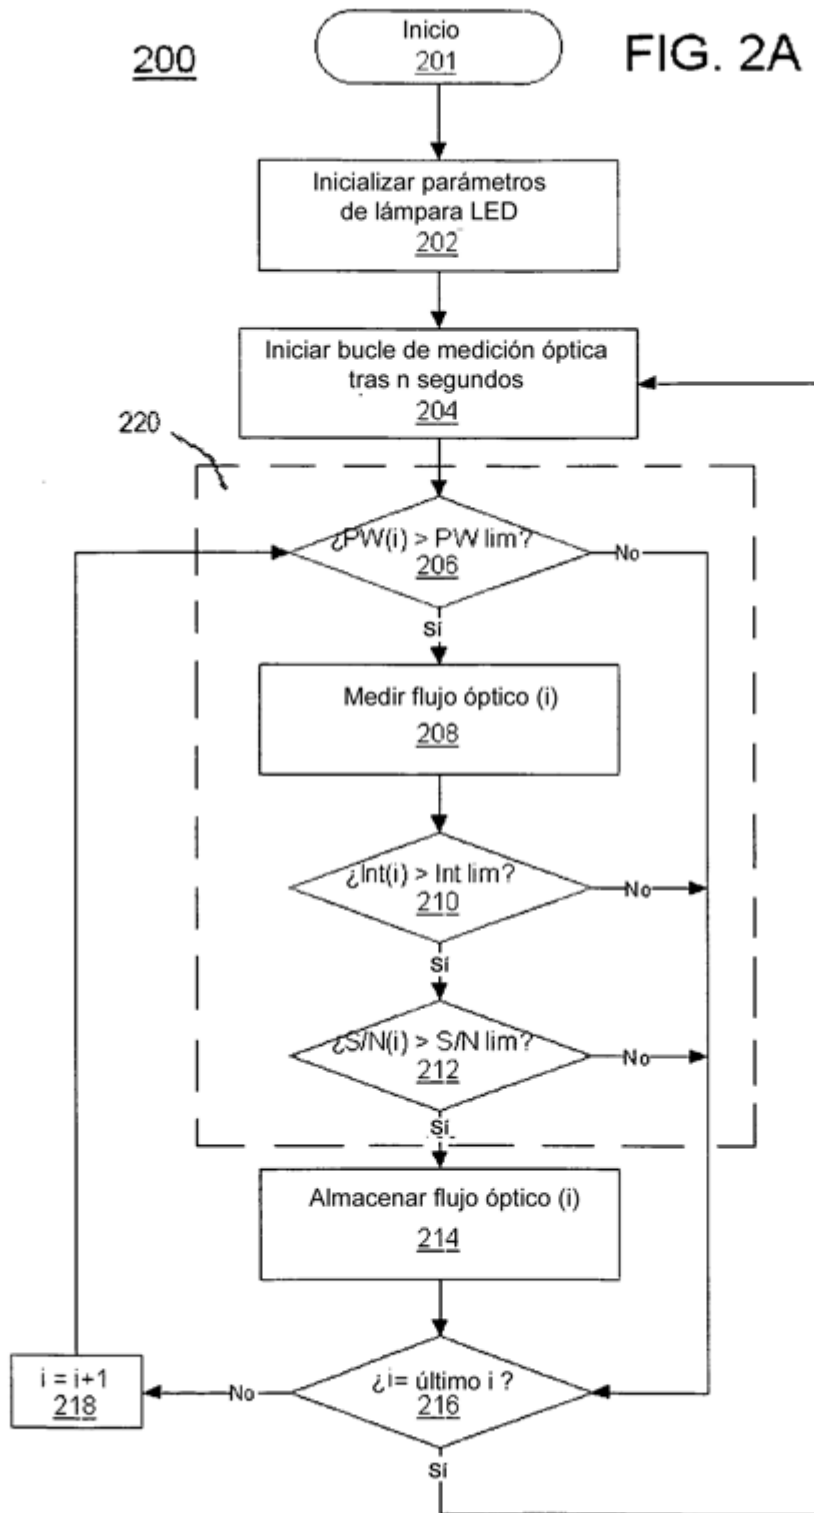 200
Inicio
201
FIG. 2A
Inicializar parámetros
de lámpara LED
202
Iniciar bucle de medición óptica
tras n segundos
204
220
¿PW(i) > PW lim?
206
No
Sí
Medir flujo óptico (i)
208
¿Int(i) > Int lim?
210
No
Sí
¿S/N(i) > S/N lim?
212
No
Sí
Almacenar flujo óptico (i)
214
i = i+1
218
No
¿i= último i ?
216
Sí